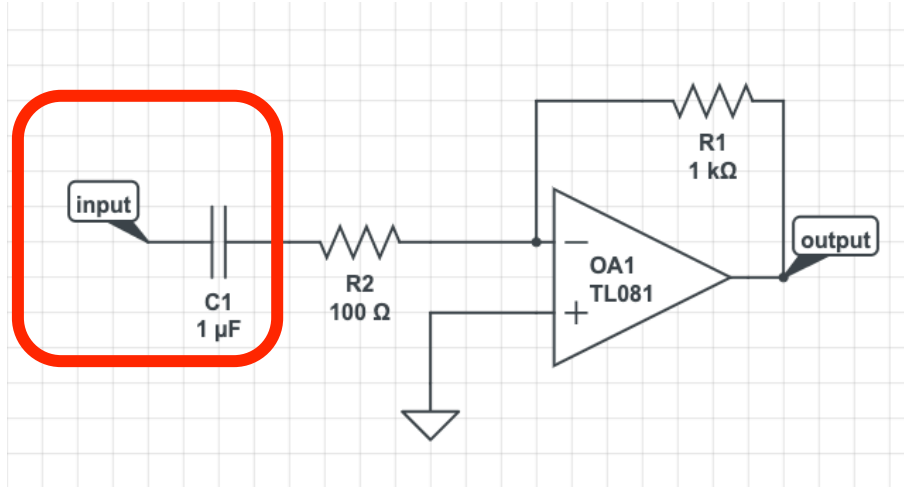 input
C1
1 µF
R2
100 Ω
R1
1 kΩ
OA1
TL081
output